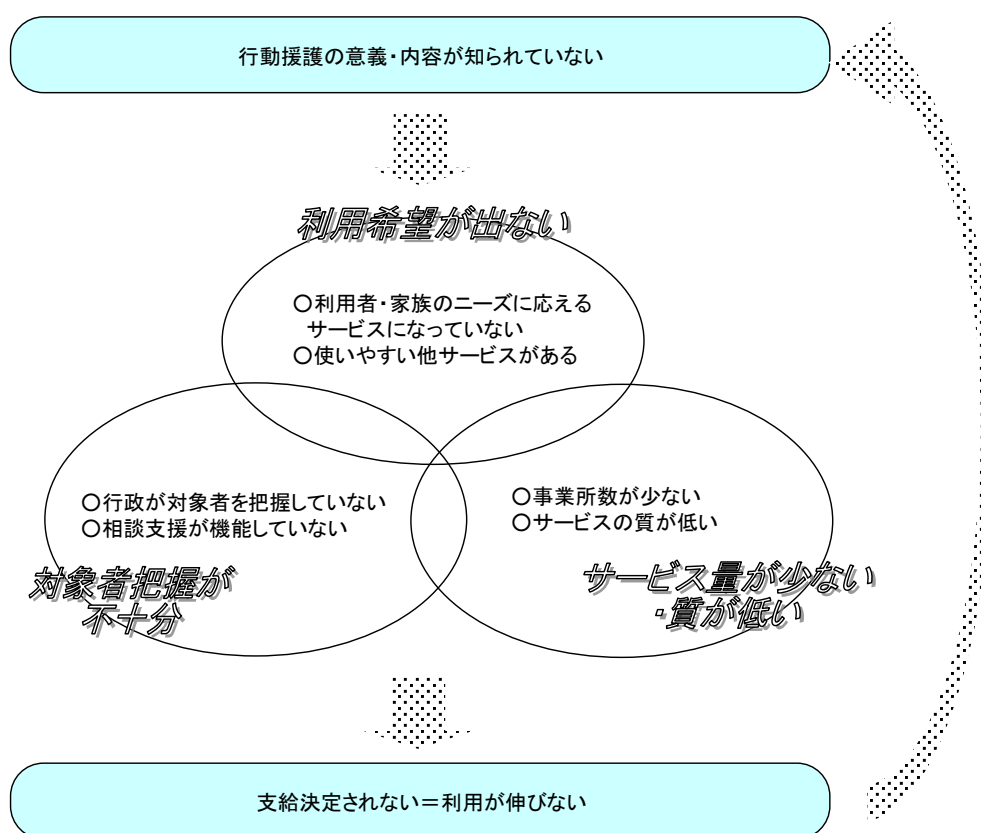 行動援護の意義・内容が知られていない
利用希望が出ない
○利用者・家族のニーズに応える
サービスになっていない
○使いやすい他サービスがある
○行政が対象者を把握していない
○相談支援が機能していない
対象者把握が
不十分
○事業所数が少ない
○サービスの質が低い
サービス量が少ない
・質が低い
支給決定されない＝利用が伸びない